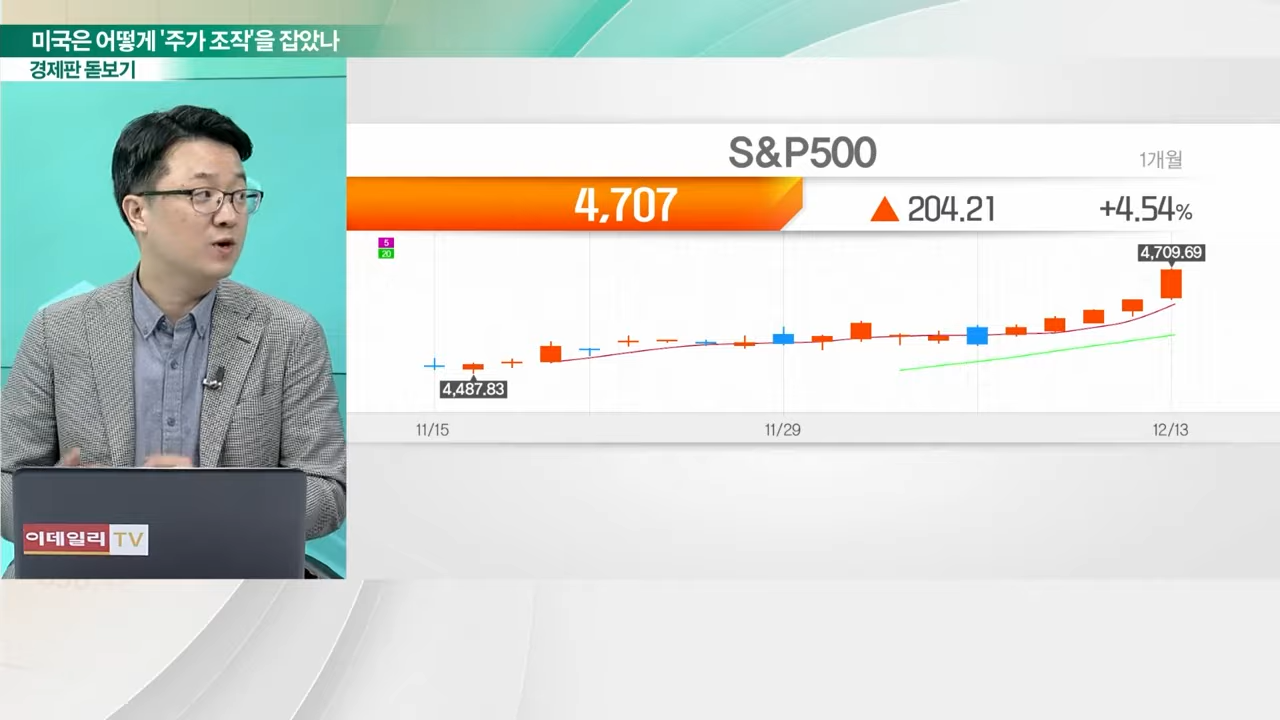 미국은 어떻게 '주가 조작'을 잡았나
경제판 돋보기
S&P500
1개월
4,707
▲ 204.21
+4.54%
5
20
4,709.69
4,487.83
11/15
11/29
12/13
이데일리TV